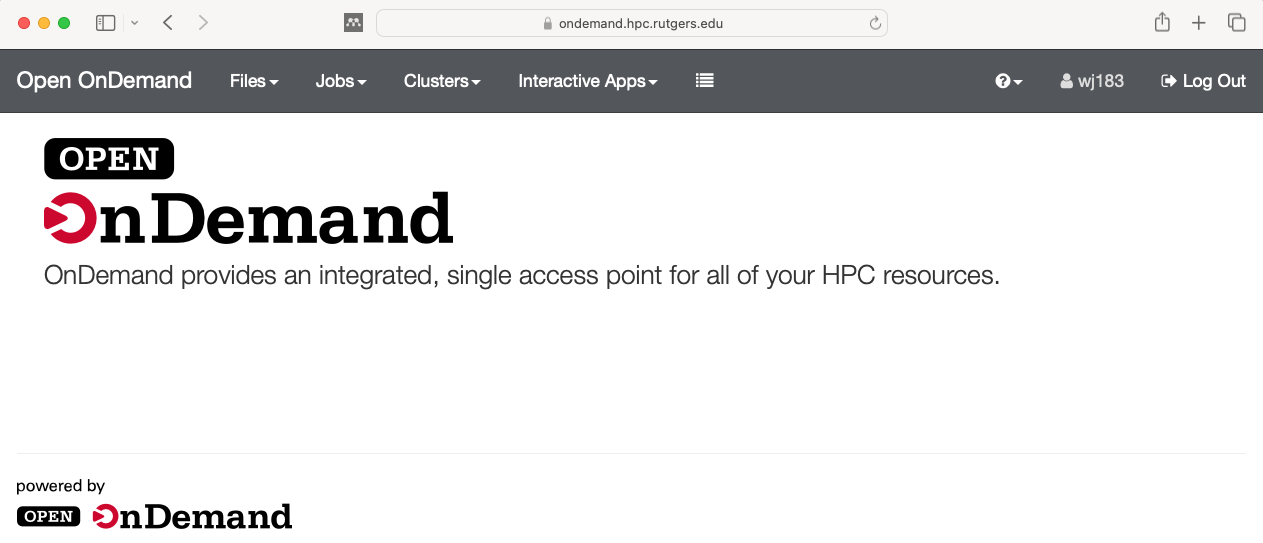 ondemand.hpc.rutgers.edu
Open OnDemand Files Jobs Clusters Interactive Apps wj183 Log Out
OPEN
OnDemand
OnDemand provides an integrated, single access point for all of your HPC resources.
powered by
OPEN OnDemand